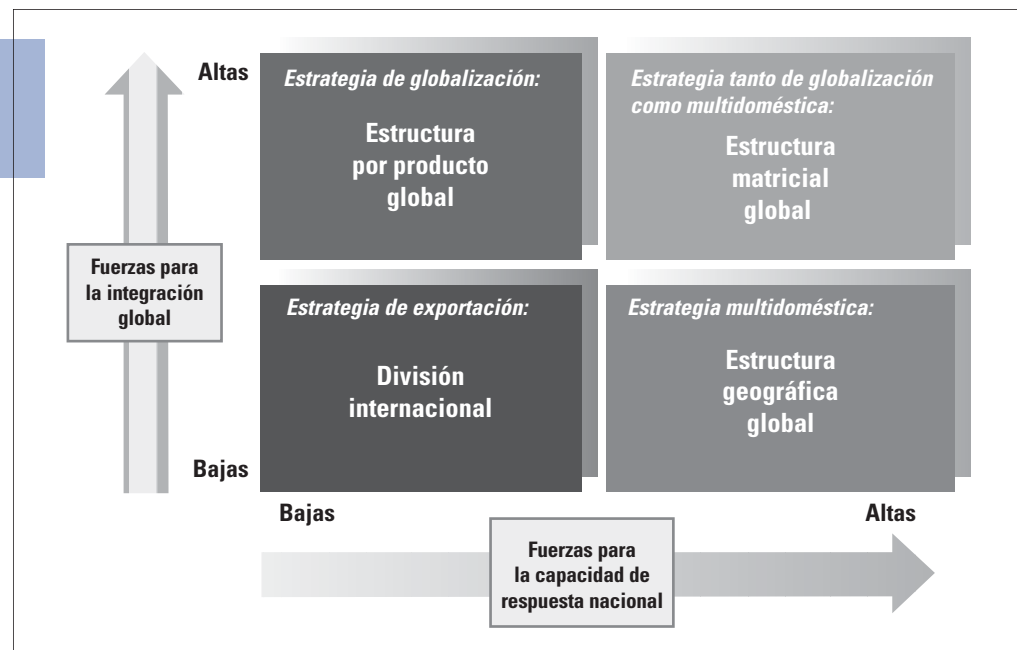 Altas
Estrategia de globalización:
Estructura
por producto
global
Estrategia tanto de globalización
como multidoméstica:
Estructura
matricial
global
Fuerzas para
la integración
global
Estrategia de exportación:
División
internacional
Estrategia multidoméstica:
Estructura
geográfica
global
Bajas
Bajas
Altas
Fuerzas para
la capacidad de
respuesta nacional